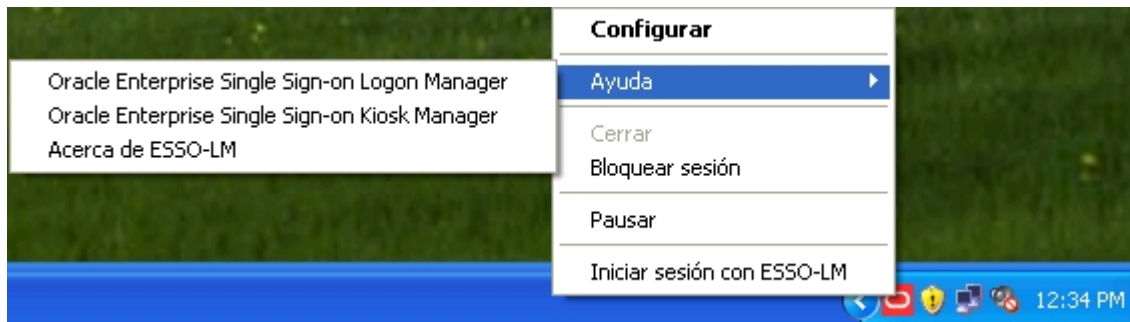 Configurar
Ayuda
Oracle Enterprise Single Sign-on Logon Manager
Oracle Enterprise Single Sign-on Kiosk Manager
Acerca de ESSO-LM
Cerrar
Bloquear sesión
Pausar
Iniciar sesión con ESSO-LM
12:34 PM